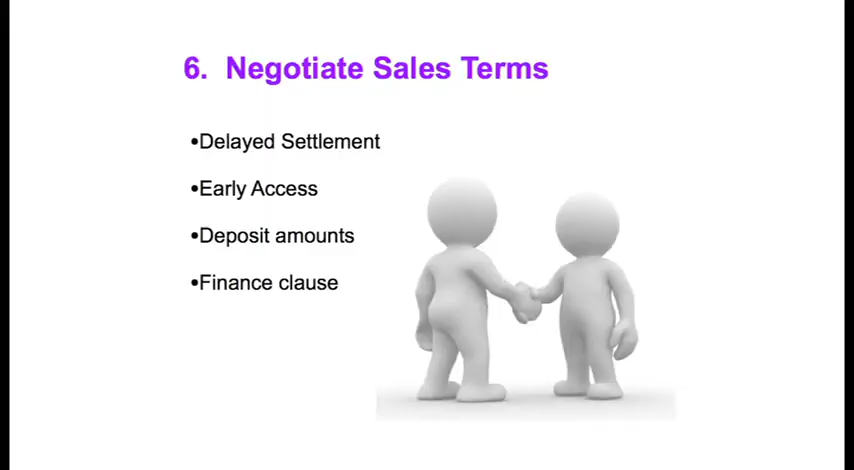 6. Negotiate Sales Terms
•Delayed Settlement
•Early Access
•Deposit amounts
•Finance clause